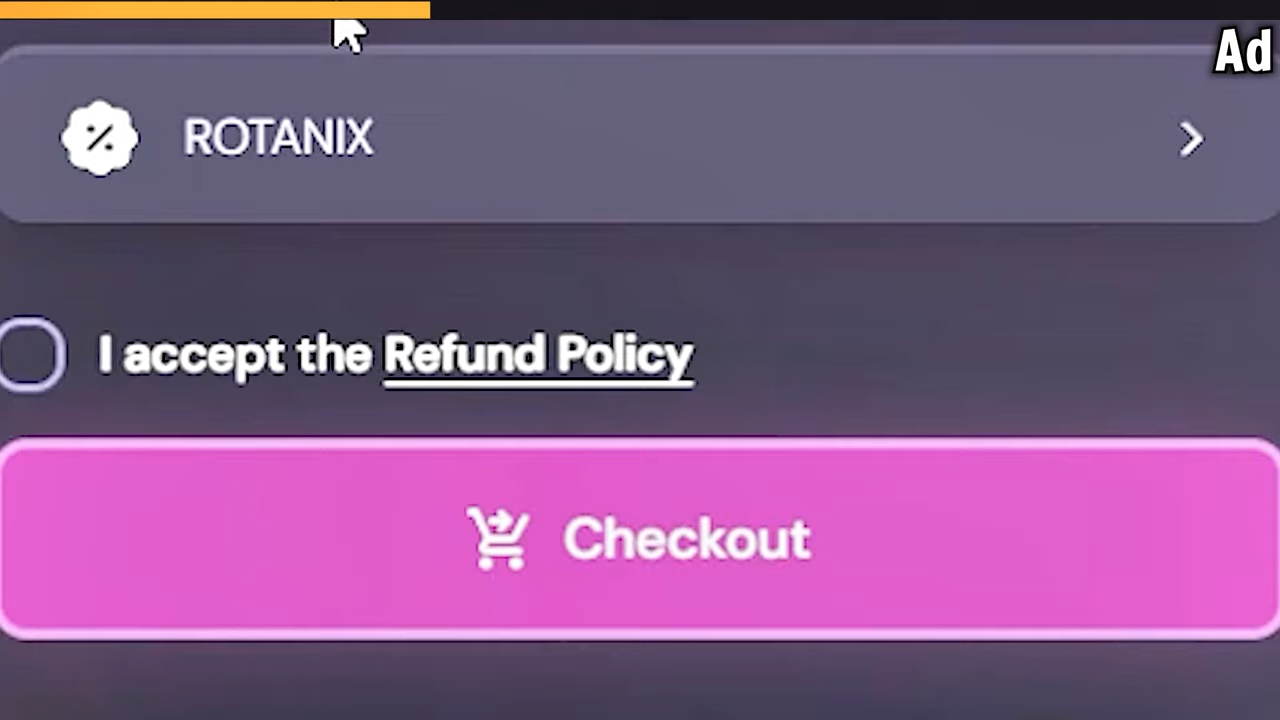 Ad
ROTANIX
I accept the Refund Policy
Checkout